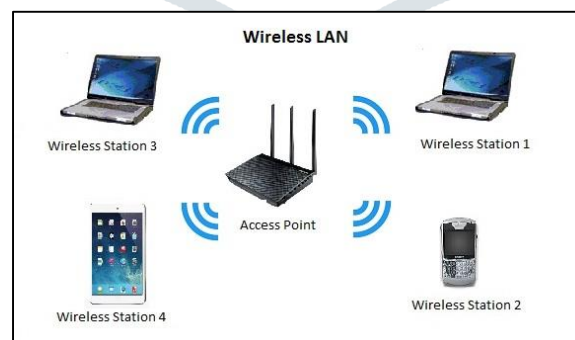 Wireless LAN
Wireless Station 3
Wireless Station 1
Access Point
Wireless Station 4
Wireless Station 2